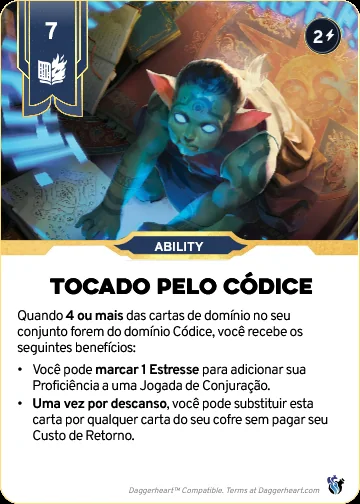 7
2
ABILITY
TOCADO PELO CÓDICE
Quando 4 ou mais das cartas de domínio no seu
conjunto forem do domínio Códice, você recebe os
seguintes benefícios:
• Você pode marcar 1 Estresse para adicionar sua
Proficiência a uma Jogada de Conjuração.
• Uma vez por descanso, você pode substituir esta
carta por qualquer carta do seu cofre sem pagar seu
Custo de Retorno.
Daggerheart™ Compatible. Terms at Daggerheart.com